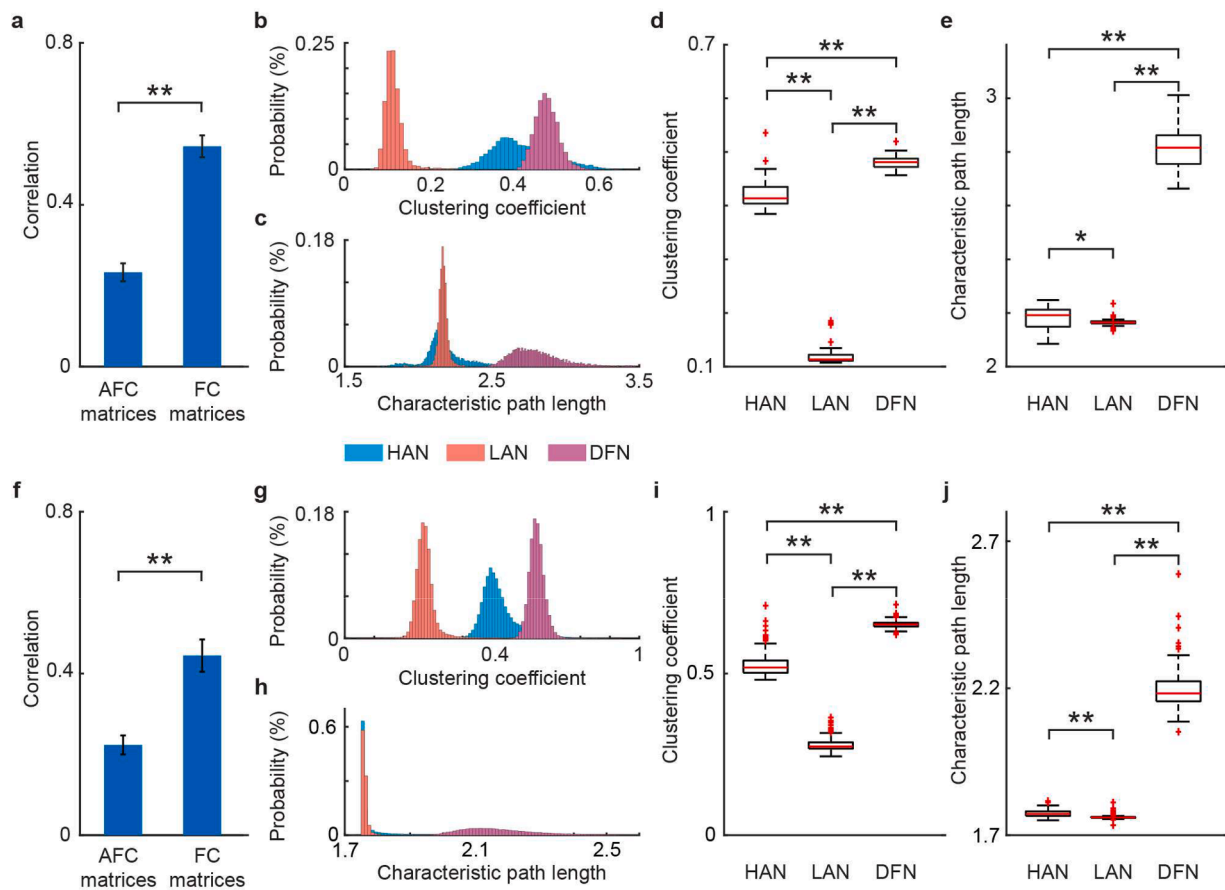 a
0.8
0.4
0
Correlation
**
AFC
matrices
FC
matrices
b
0.25
0
Probability (%)
0
0.2
0.4
0.6
Clustering coefficient
c
0.18
0
Probability (%)
1.5
2.5
3.5
Characteristic path length
d
0.7
0.1
Clustering coefficient
**
**
**
HAN
LAN
DFN
e
3
2
Characteristic path length
**
**
*
HAN
LAN
DFN
HAN
LAN
DFN
f
0.8
0.4
0
Correlation
**
AFC
matrices
FC
matrices
g
0.18
0
Probability (%)
0
0.4
1
Clustering coefficient
h
0.6
0
Probability (%)
1.7
2.1
2.5
Characteristic path length
i
1
0.5
0
Clustering coefficient
**
**
**
HAN
LAN
DFN
j
2.7
2.2
1.7
Characteristic path length
**
**
**
HAN
LAN
DFN